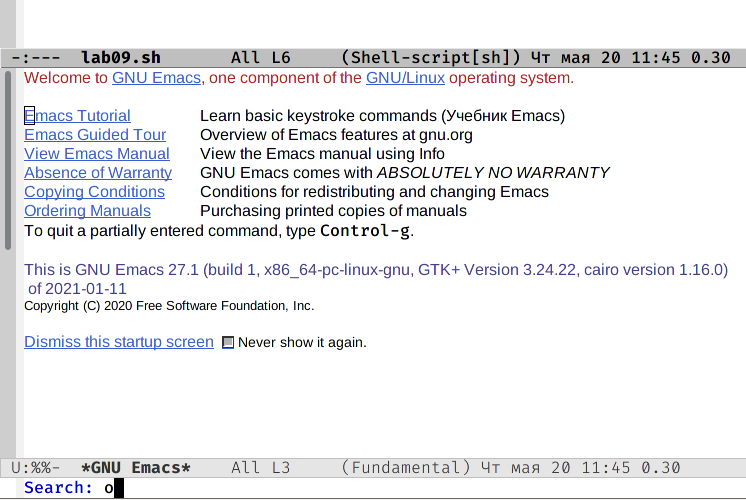 -:---  lab09.sh       All L6     (Shell-script[sh]) Чт мая 20 11:45 0.30
Welcome to GNU Emacs, one component of the GNU/Linux operating system.
Emacs Tutorial Learn basic keystroke commands (Учебник Emacs)
Emacs Guided Tour Overview of Emacs features at gnu.org
View Emacs Manual View the Emacs manual using Info
Absence of Warranty GNU Emacs comes with ABSOLUTELY NO WARRANTY
Copying Conditions Conditions for redistributing and changing Emacs
Ordering Manuals Purchasing printed copies of manuals
To quit a partially entered command, type Control-g.
This is GNU Emacs 27.1 (build 1, x86_64-pc-linux-gnu, GTK+ Version 3.24.22, cairo version 1.16.0)
of 2021-01-11
Copyright (C) 2020 Free Software Foundation, Inc.
Dismiss this startup screen Never show it again.
U:%%-  *GNU Emacs*    All L3     (Fundamental) Чт мая 20 11:45 0.30
Search: o